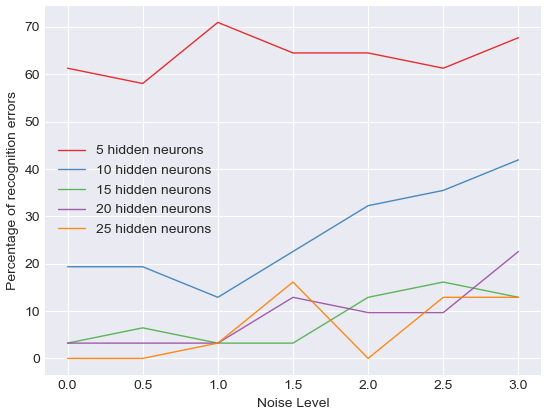 70
60
50
40
30
20
10
0
Percentage of recognition errors
5 hidden neurons
10 hidden neurons
15 hidden neurons
20 hidden neurons
25 hidden neurons
0.0 0.5 1.0 1.5 2.0 2.5 3.0
Noise Level